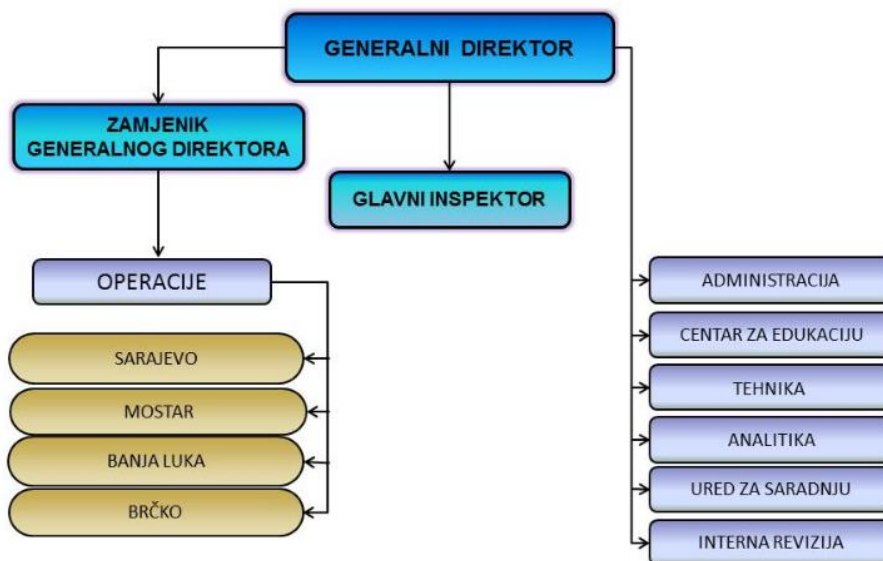 GENERALNI DIREKTOR
ZAMJENIK
GENERALNOG DIREKTORA
GLAVNI INSPEKTOR
OPERACIJE
SARAJEVO
MOSTAR
BANJA LUKA
BRČKO
ADMINISTRACIJA
CENTAR ZA EDUKACIJU
TEHNIKA
ANALITIKA
URED ZA SARADNJU
INTERNA REVIZIJA